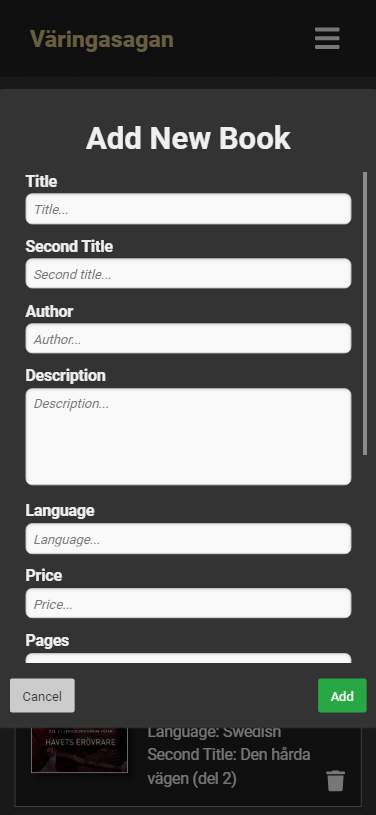 Väringasagan
Add New Book
Title
Title...
Second Title
Second title...
Author
Author...
Description
Description...
Language
Language...
Price
Price...
Pages
Cancel
Add
HAVETS ERÖVRARE
Language: Swedish
Second Title: Den hårda
vägen (del 2)